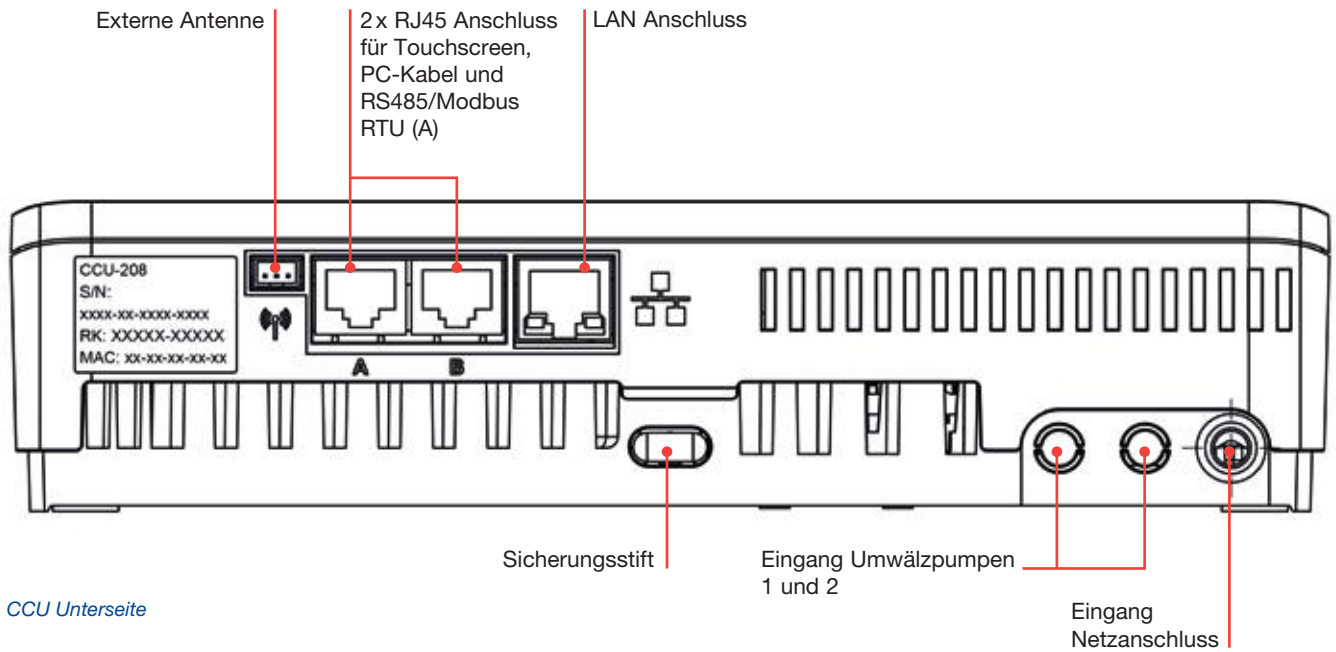 Externe Antenne
2x RJ45 Anschluss
für Touchscreen,
PC-Kabel und
RS485/Modbus
RTU (A)
LAN Anschluss
CCU-208
S/N:
xxxx-xx-xxxx-xxxx
RK: XXXXX-XXXXX
MAC: xx-xx-xx-xx-xx
A
B
Sicherungsstift
Eingang Umwälzpumpen
1 und 2
Eingang
Netzanschluss
CCU Unterseite